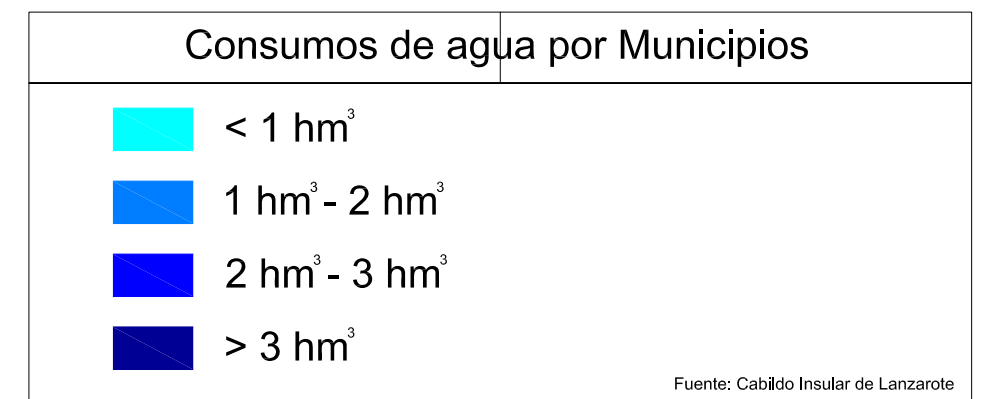 Consumos de agua por Municipios
< 1 hm³
1 hm³ - 2 hm³
2 hm³ - 3 hm³
> 3 hm³
Fuente: Cabildo Insular de Lanzarote